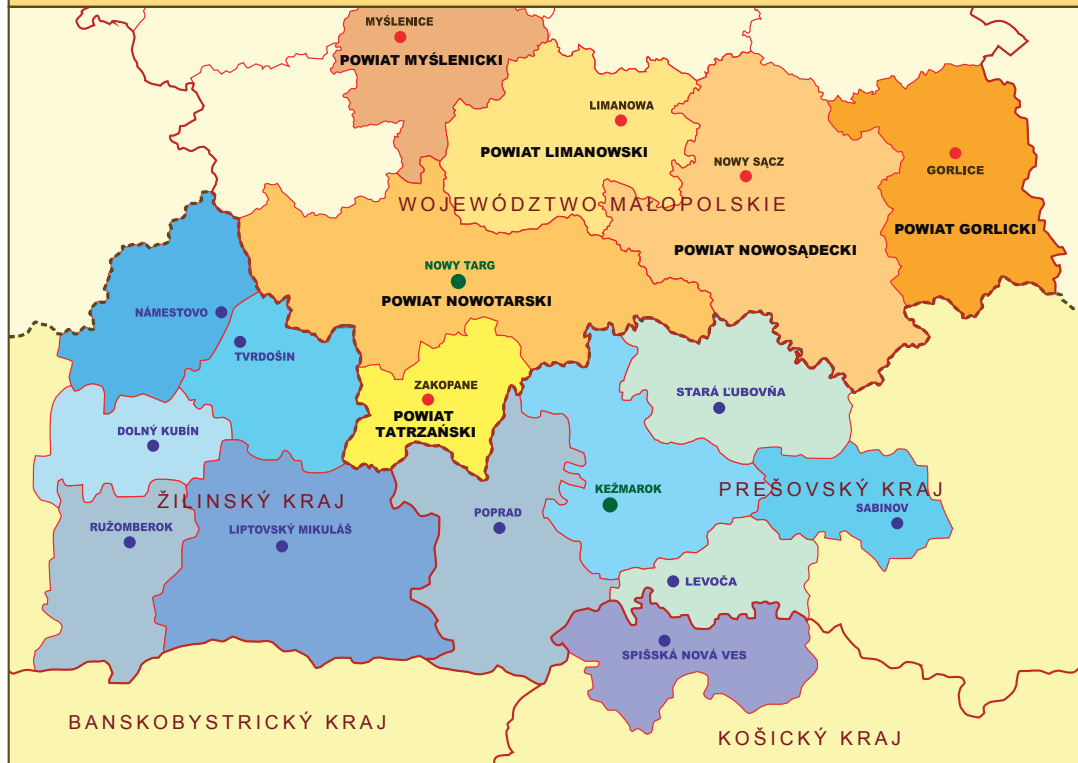 MYŚLENICE
POWIAT MYŚLENICKI
LIMANOWA
POWIAT LIMANOWSKI
NOWY SĄCZ
GORLICE
WOJEWÓDZTWO MAŁOPOLSKIE
POWIAT GORLICKI
POWIAT NOWOSĄDECKI
NOWY TARG
POWIAT NOWOTARSKI
NÁMESTOVO
TVRDOŠIN
ZAKOPANE
POWIAT
TATRZAŃSKI
STARÁ ĽUBOVŇA
DOLNÝ KUBÍN
ŽILINSKÝ KRAJ
KEŽMAROK
PREŠOVSKÝ KRAJ
SABINOV
RUŽOMBEROK
LIPTOVSKÝ MIKULÁŠ
POPRAD
LEVOČA
SPIŠSKÁ NOVÁ VES
BANSKOBYSTRICKÝ KRAJ
KOŠICKÝ KRAJ